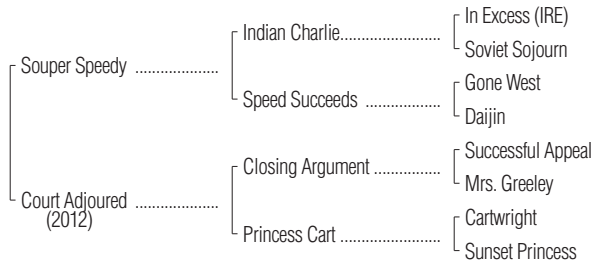 In Excess (IRE)
Indian Charlie.....................
Soviet Sojourn
Souper Speedy ..................
Gone West
Speed Succeeds ................
Daijin
Successful Appeal
Closing Argument ..............
Mrs. Greeley
Court Adjoured ..................
(2012)
Cartwright
Princess Cart .....................
Sunset Princess